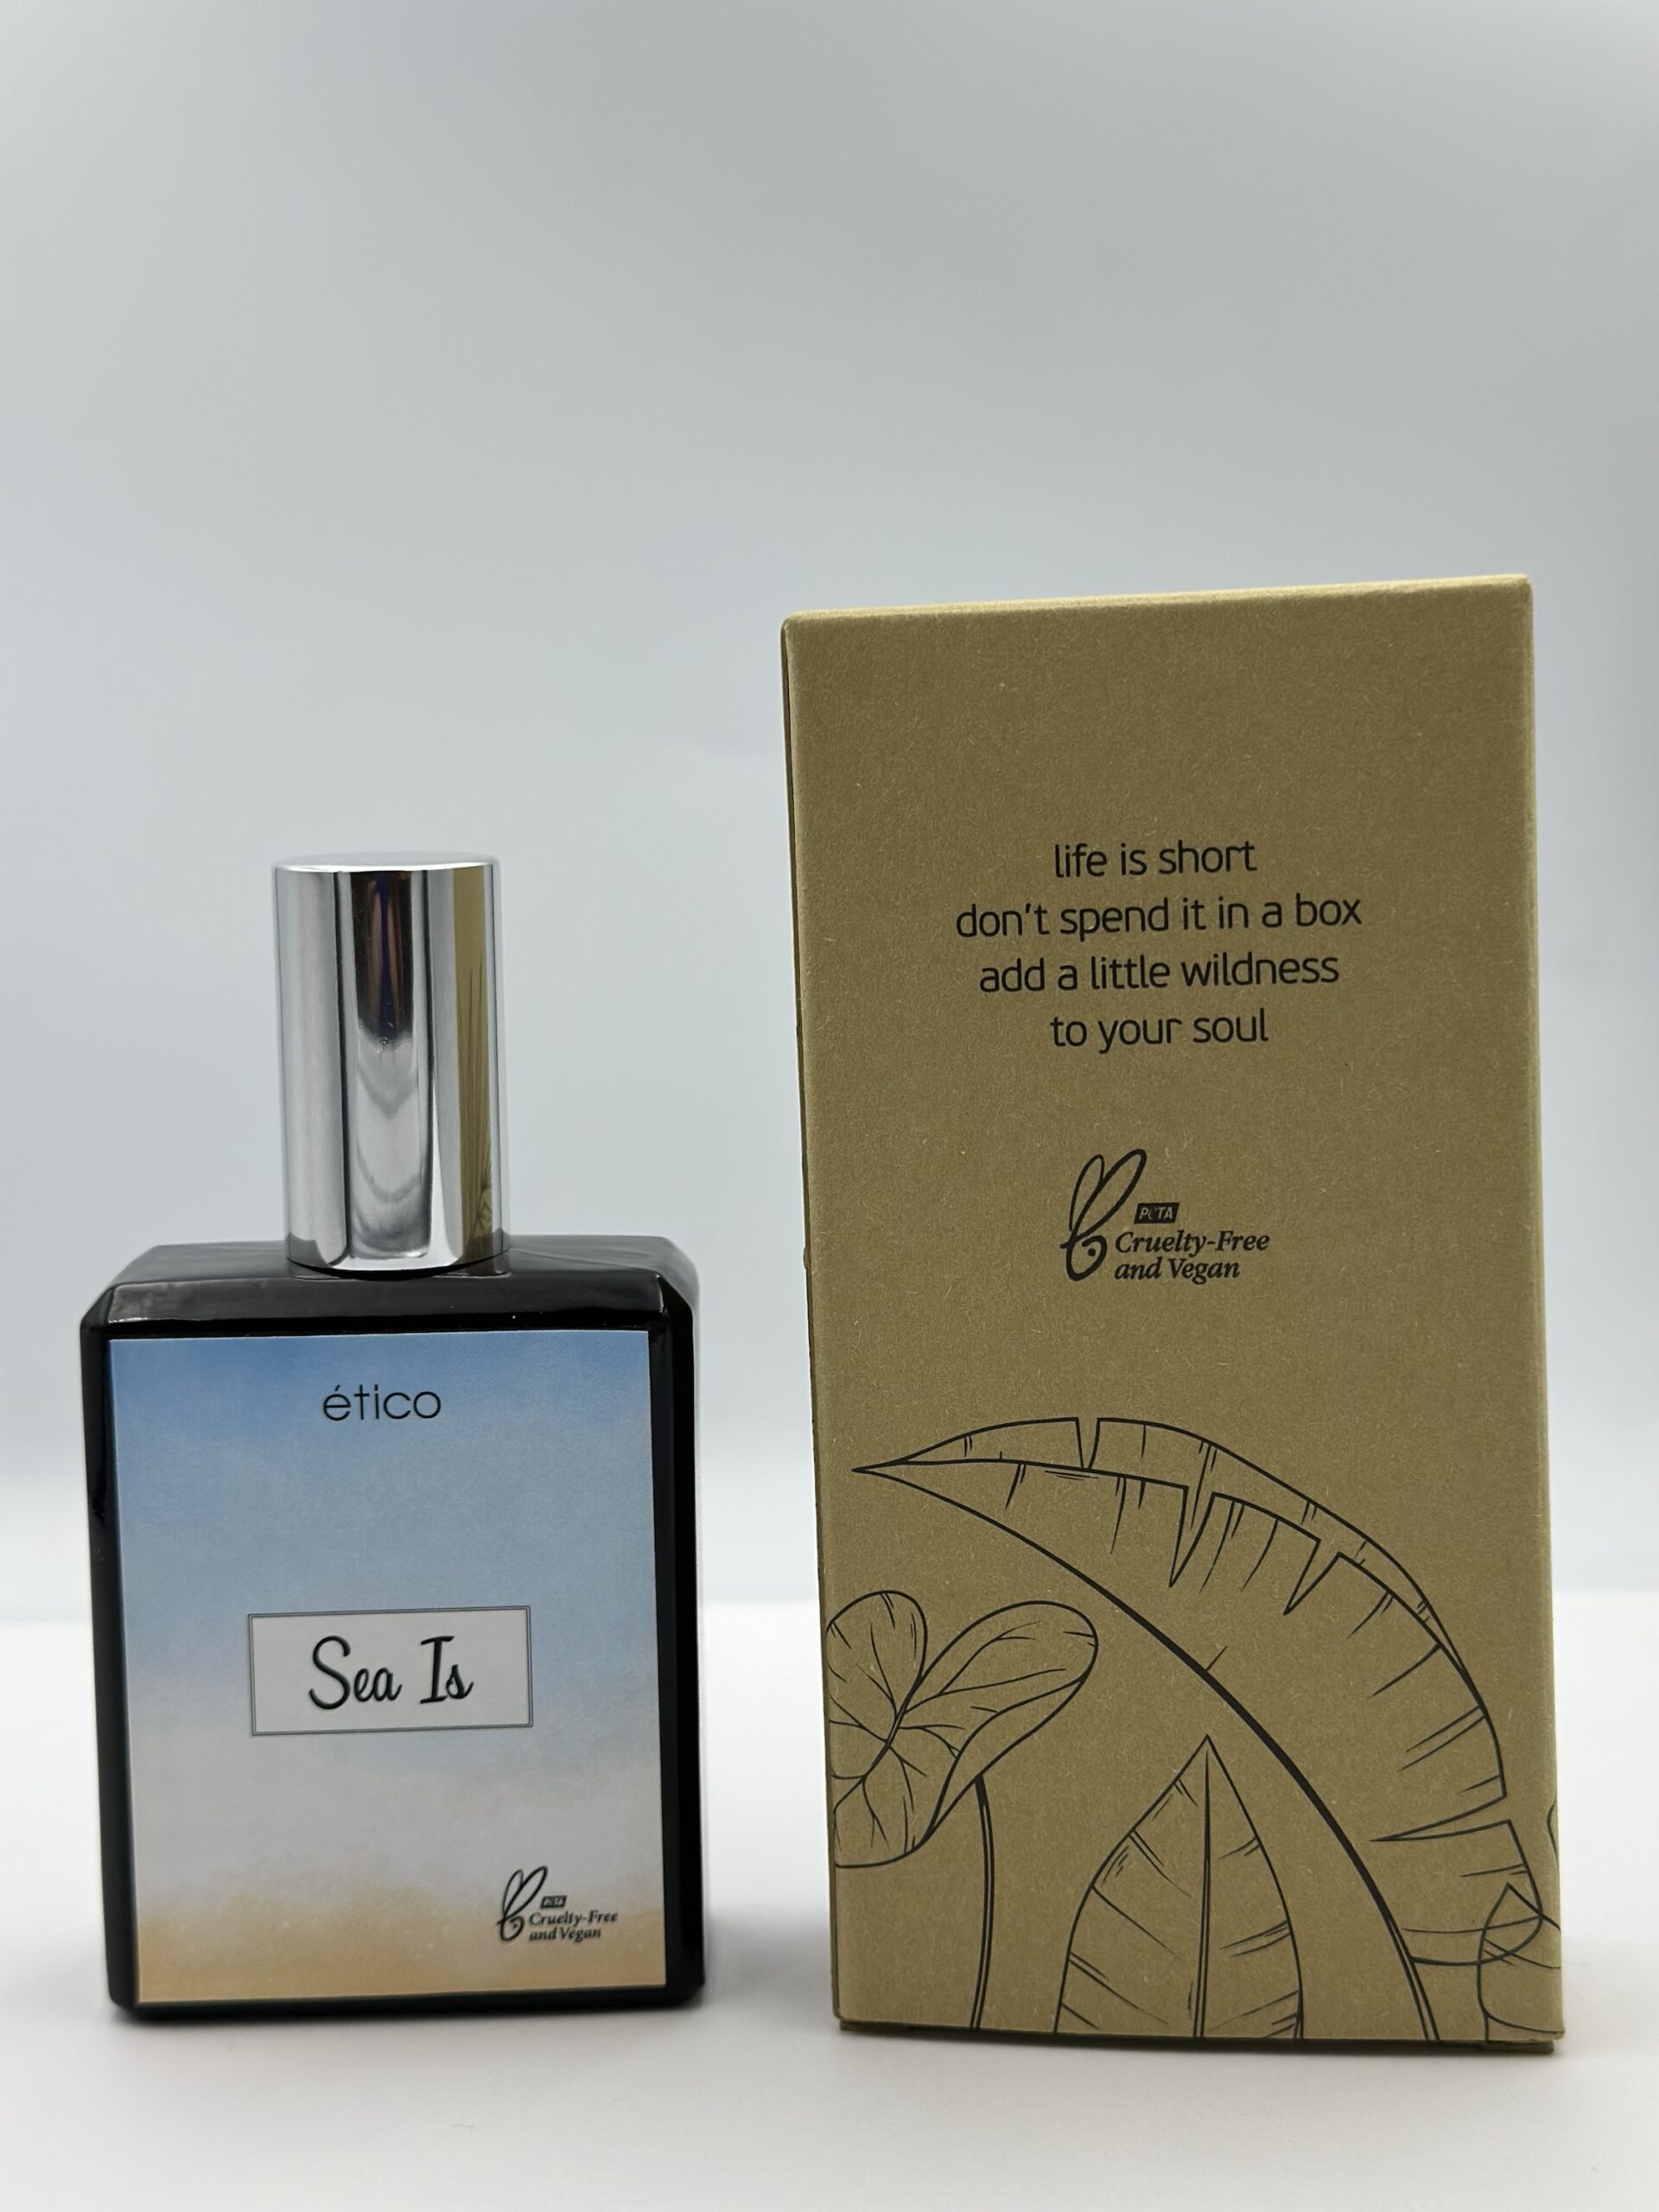 ético
Sea Is
PETA
Cruelty-Free
and Vegan
life is short
don't spend it in a box
add a little wildness
to your soul
PETA
Cruelty-Free
and Vegan